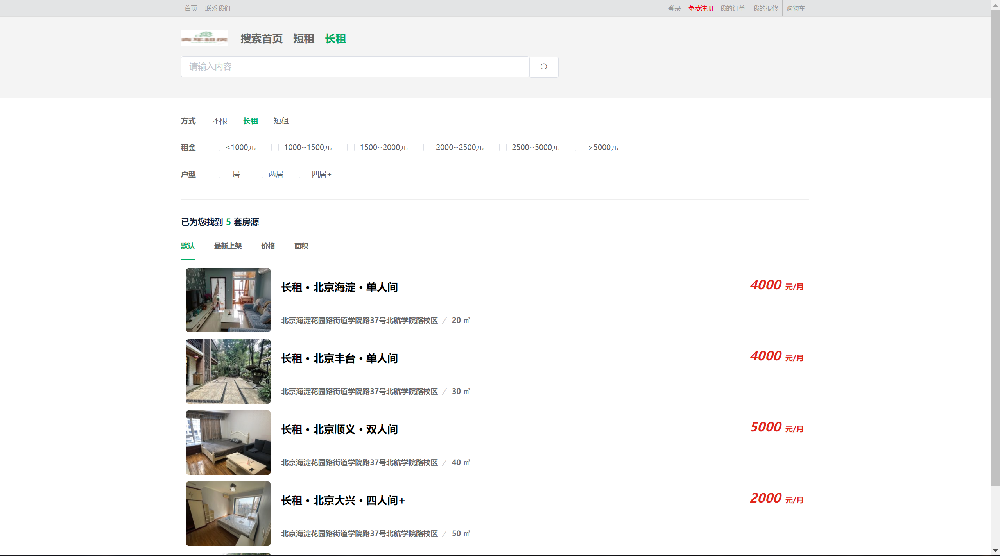 首页 联系我们 登录 免费注册 我的订单 我的报修 购物车
青年租房 搜索首页 短租 长租
请输入内容
方式 不限 长租 短租
租金 ≤1000元 1000~1500元 1500~2000元 2000~2500元 2500~5000元 >5000元
户型 一居 两居 四居+
已为您找到 5 套房源
默认 最新上架 价格 面积
长租·北京海淀·单人间 4000 元/月
北京海淀花园路街道学院路37号北航学院路校区 / 20 ㎡
长租·北京丰台·单人间 4000 元/月
北京海淀花园路街道学院路37号北航学院路校区 / 30 ㎡
长租·北京顺义·双人间 5000 元/月
北京海淀花园路街道学院路37号北航学院路校区 / 40 ㎡
长租·北京大兴·四人间+ 2000 元/月
北京海淀花园路街道学院路37号北航学院路校区 / 50 ㎡